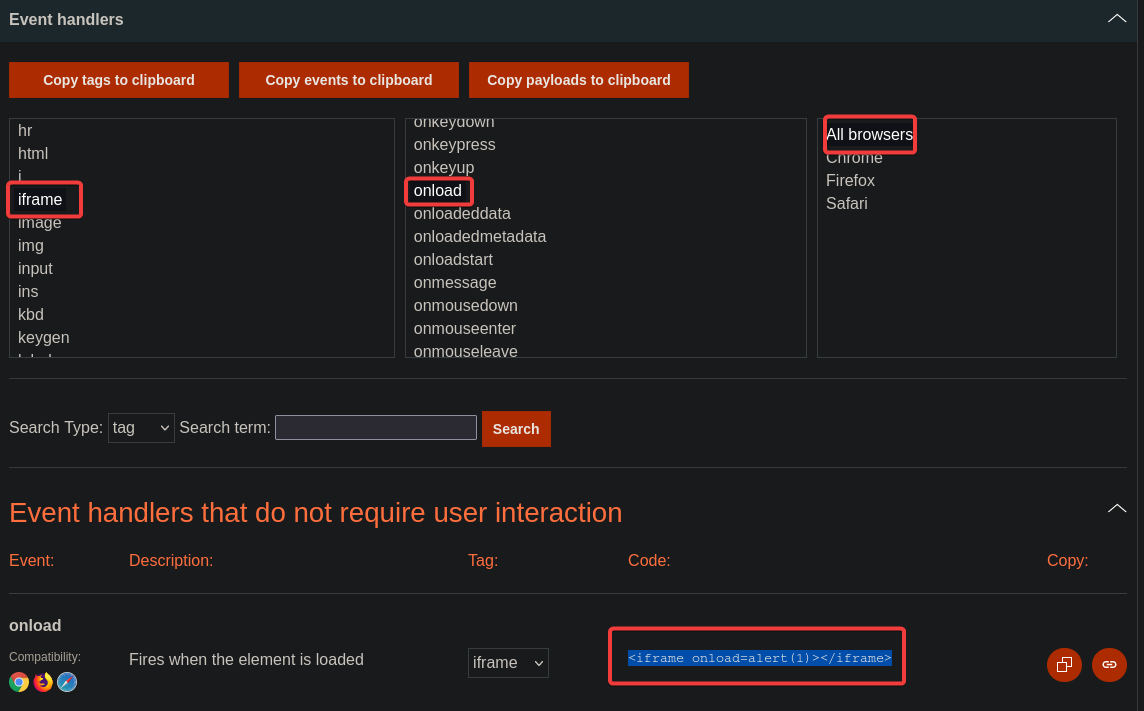 Event handlers
Copy tags to clipboard
Copy events to clipboard
Copy payloads to clipboard
hr
html
i
iframe
image
img
input
ins
kbd
keygen
onkeydown
onkeypress
onkeyup
onload
onloadeddata
onloadedmetadata
onloadstart
onmessage
onmousedown
onmouseenter
onmouseleave
All browsers
Chrome
Firefox
Safari
Search Type: tag Search term: Search
Event handlers that do not require user interaction
Event: Description: Tag: Code: Copy:
onload
Compatibility:
Fires when the element is loaded
iframe
<iframe onload=alert(1)></iframe>